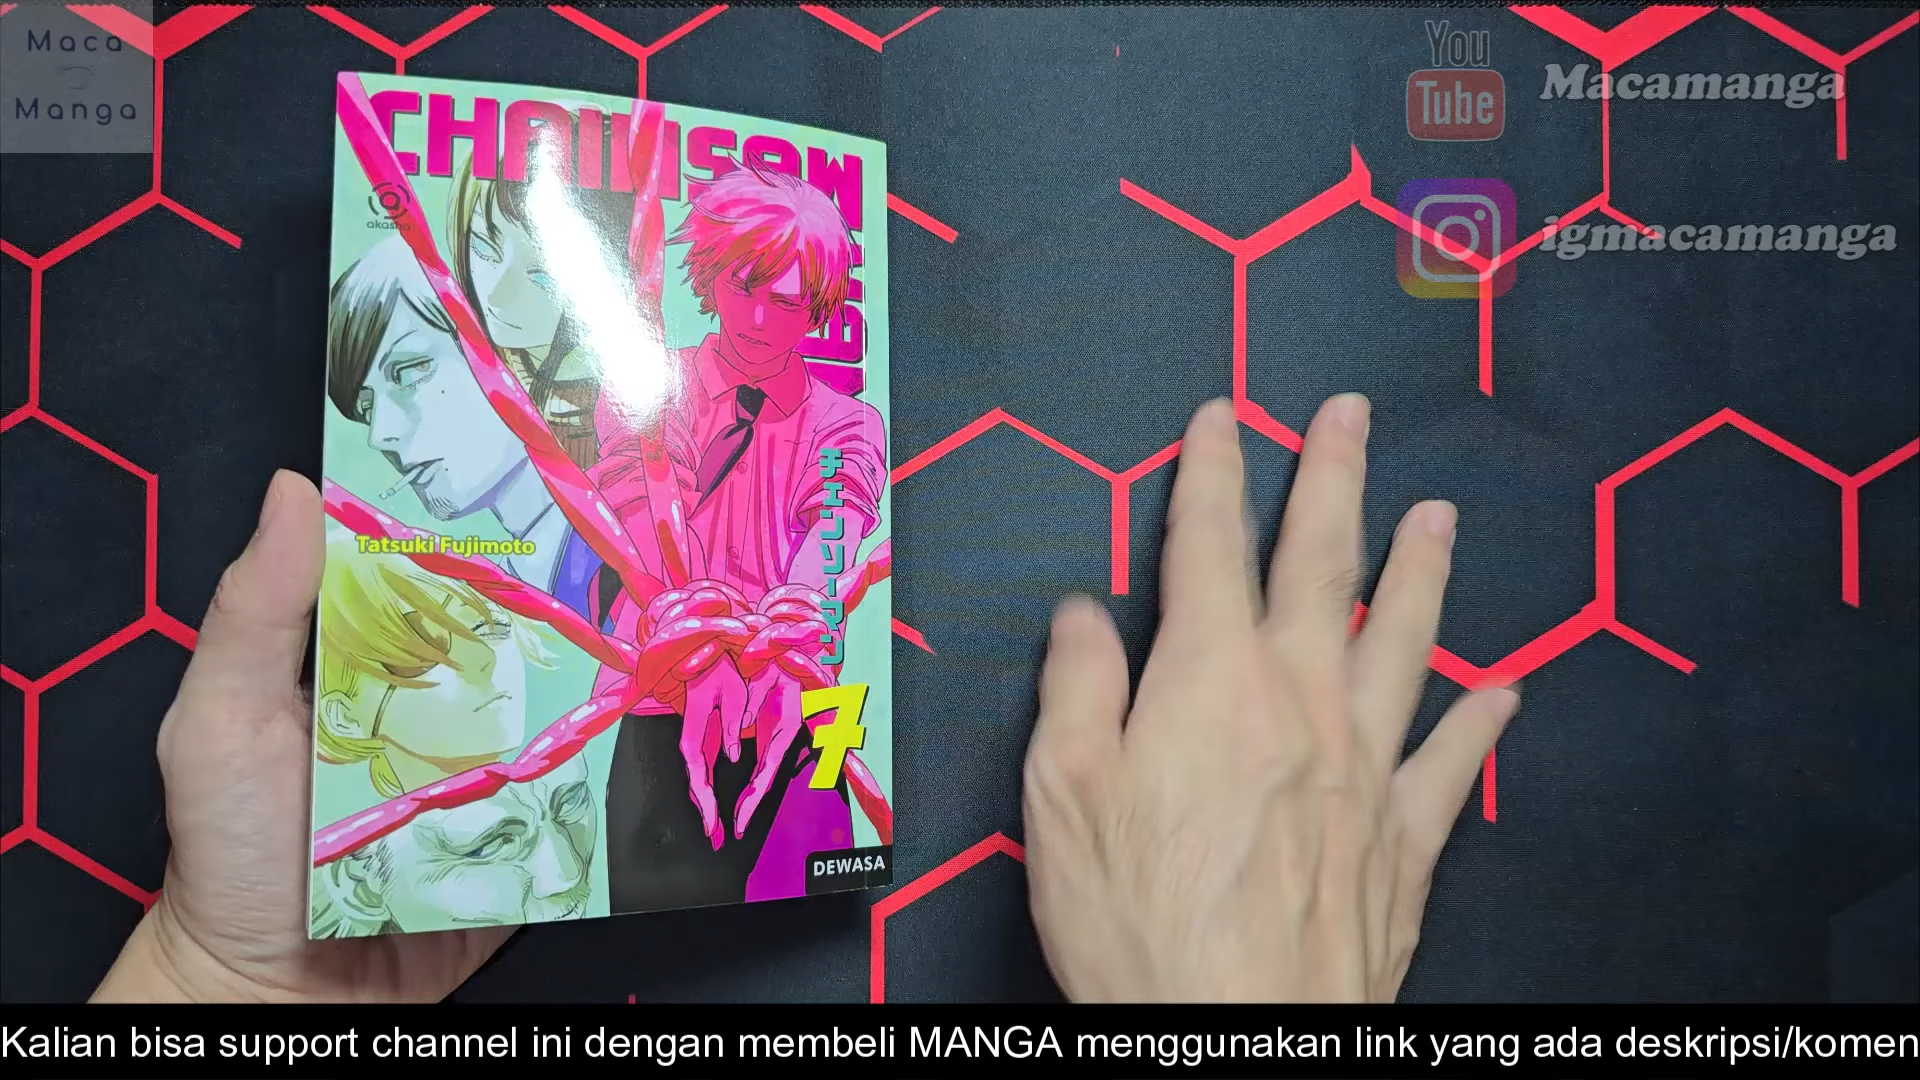 Maca
Manga
You
Tube
Macamanga
igmacamanga
CHAINSAW
MAN
akasha
Tatsuki Fujimoto
チェンソーマン
7
DEWASA
Kalian bisa support channel ini dengan membeli MANGA menggunakan link yang ada deskripsi/komen